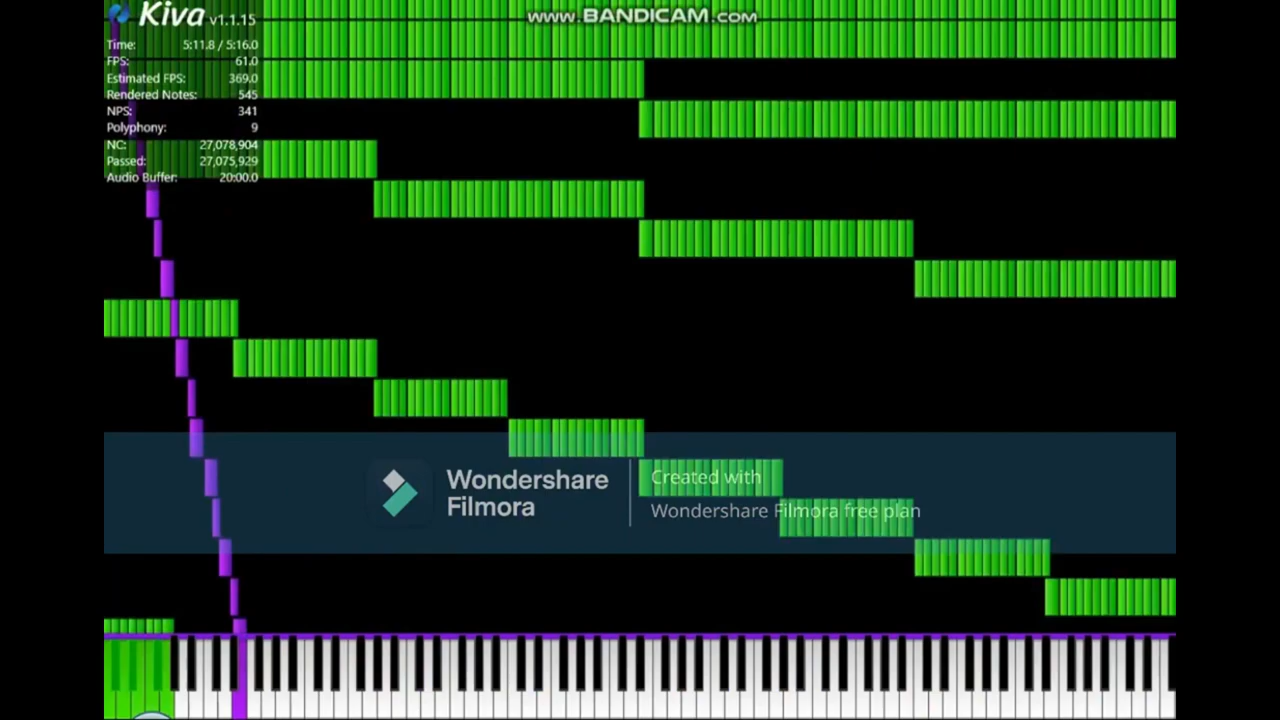 Kiva v1.1.15
www.BANDICAM.com
Time: 5:11.8 / 5:16.0
FPS: 61.0
Estimated FPS: 369.0
Rendered Notes: 545
NPS: 341
Polyphony: 9
NC: 27,078,904
Passed: 27,075,929
Audio Buffer: 20:00.0
Wondershare
Filmora
Created with
Wondershare Filmora free plan